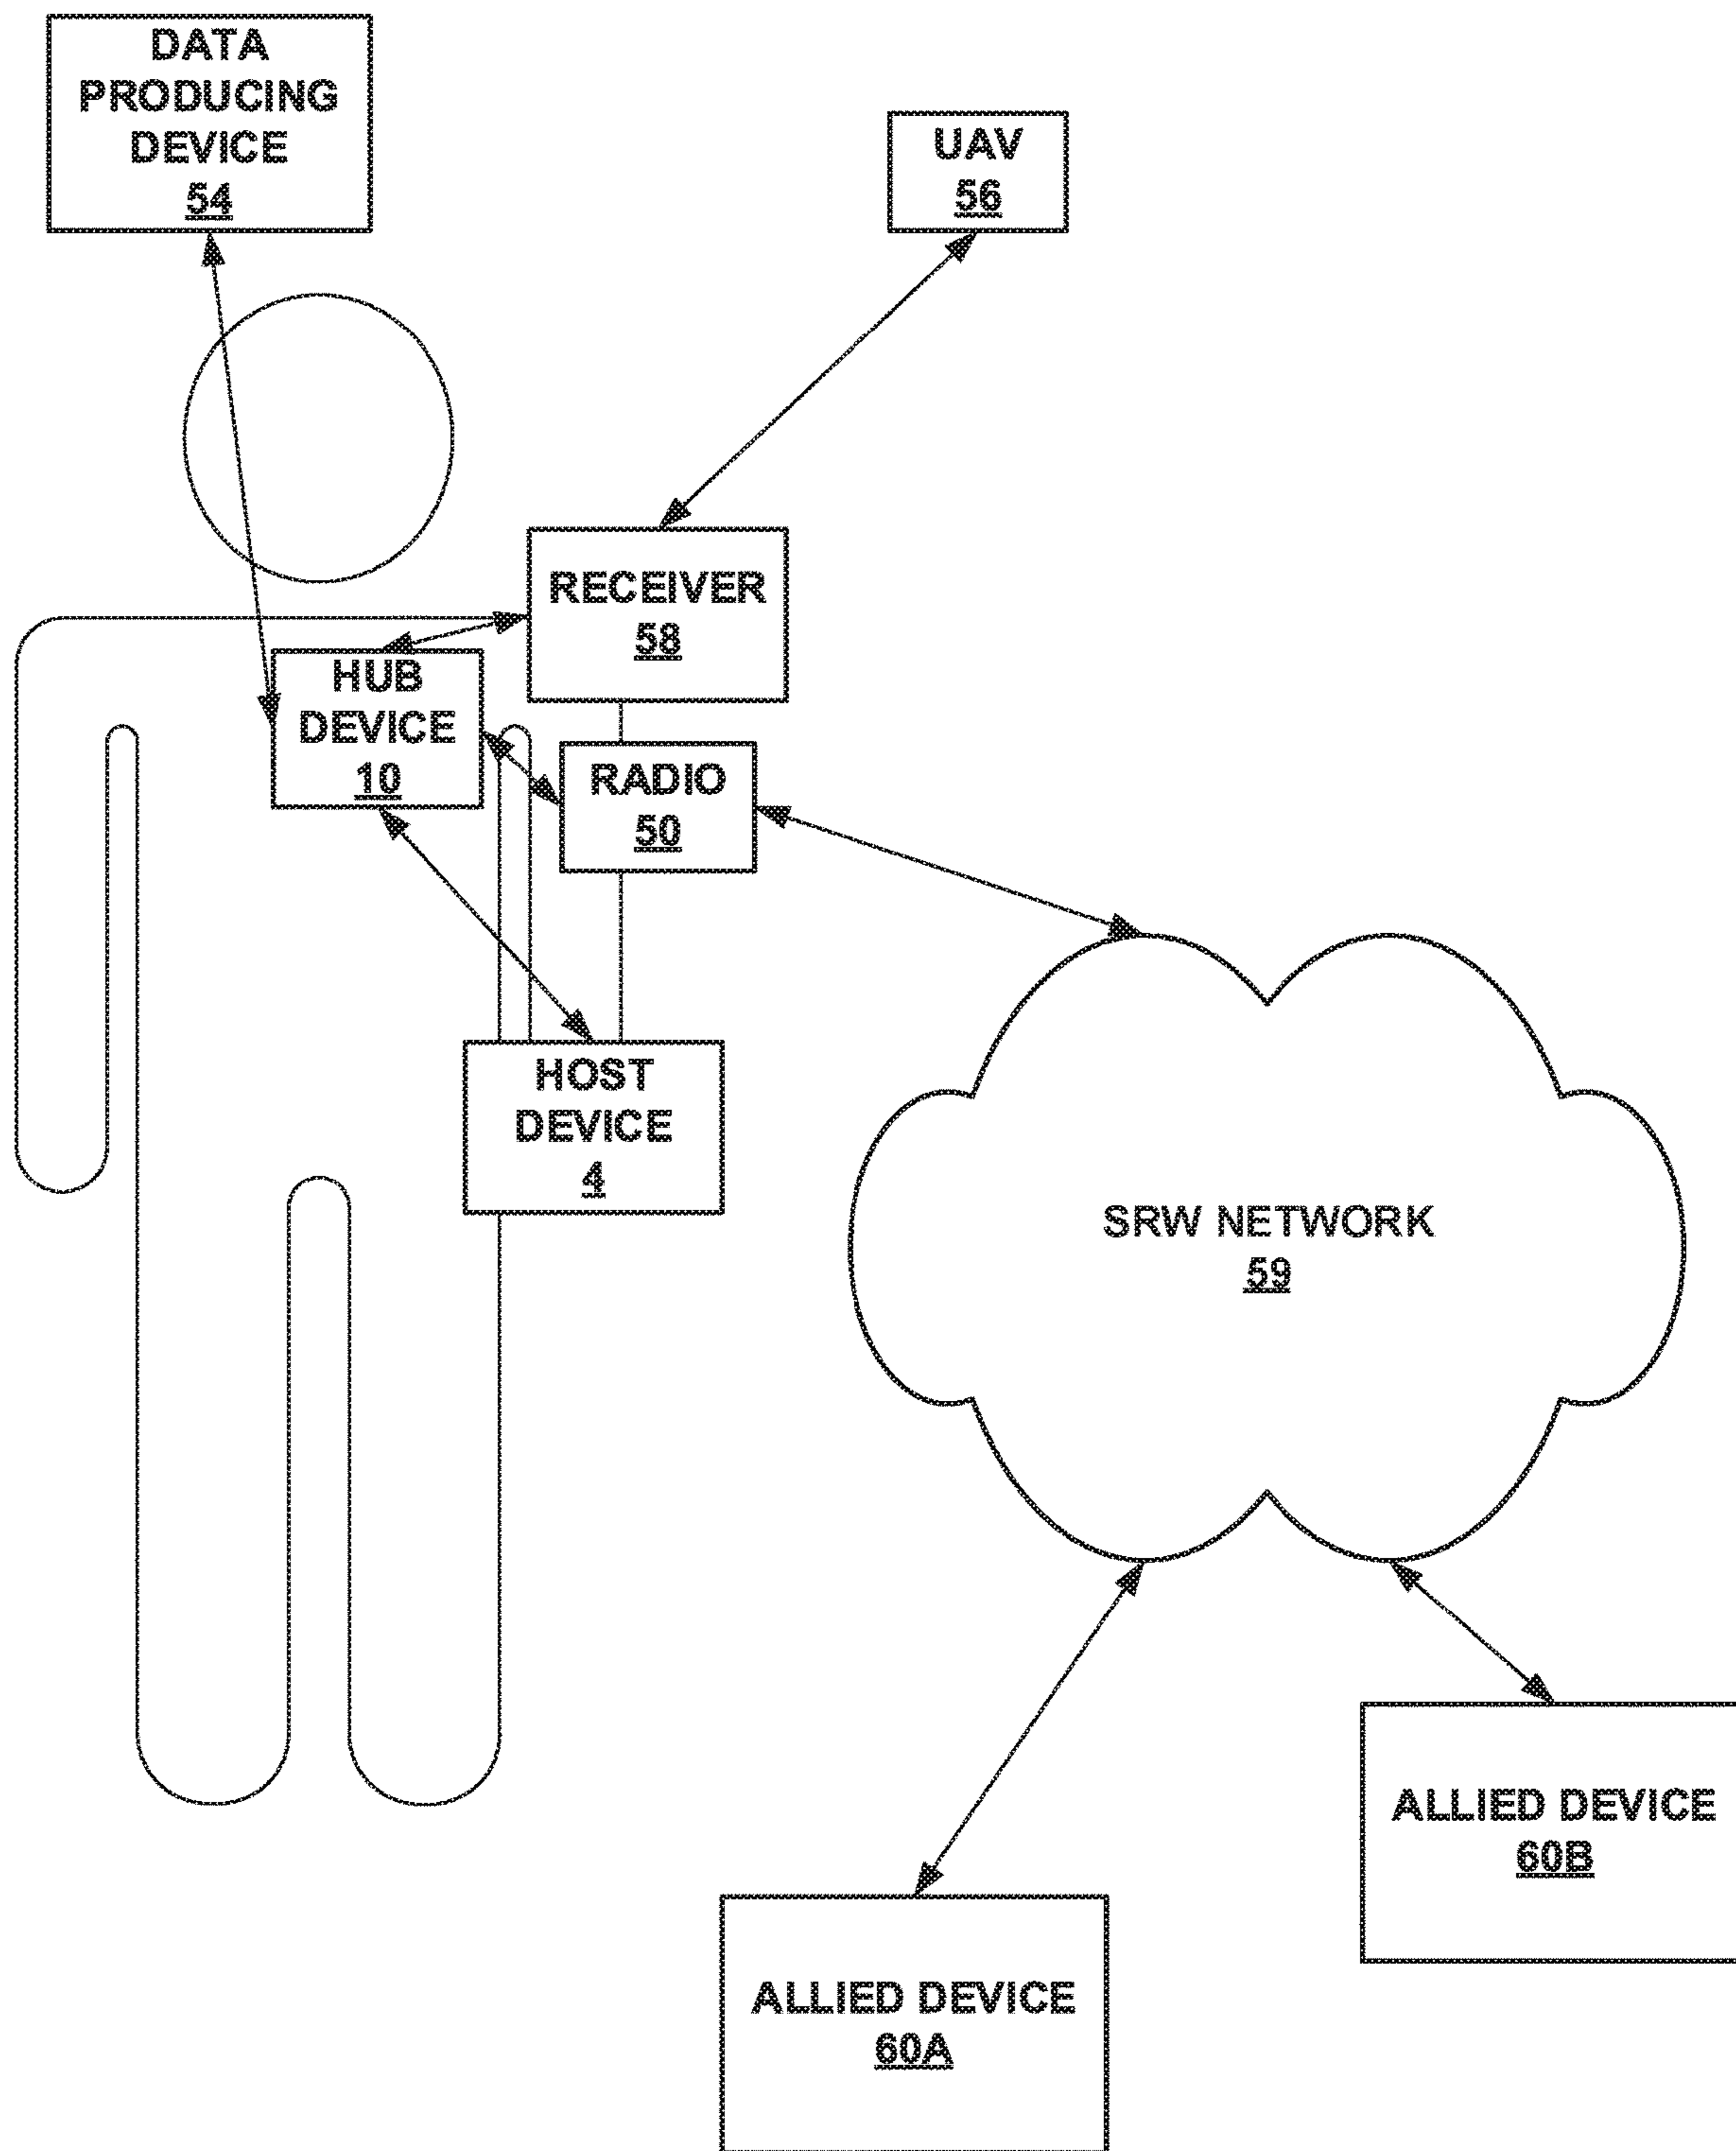 DATA
PRODUCING
DEVICE
54
UAV
56
RECEIVER
58
HUB
DEVICE
10
RADIO
50
HOST
DEVICE
4
SRW NETWORK
59
ALLIED DEVICE
60B
ALLIED DEVICE
60A